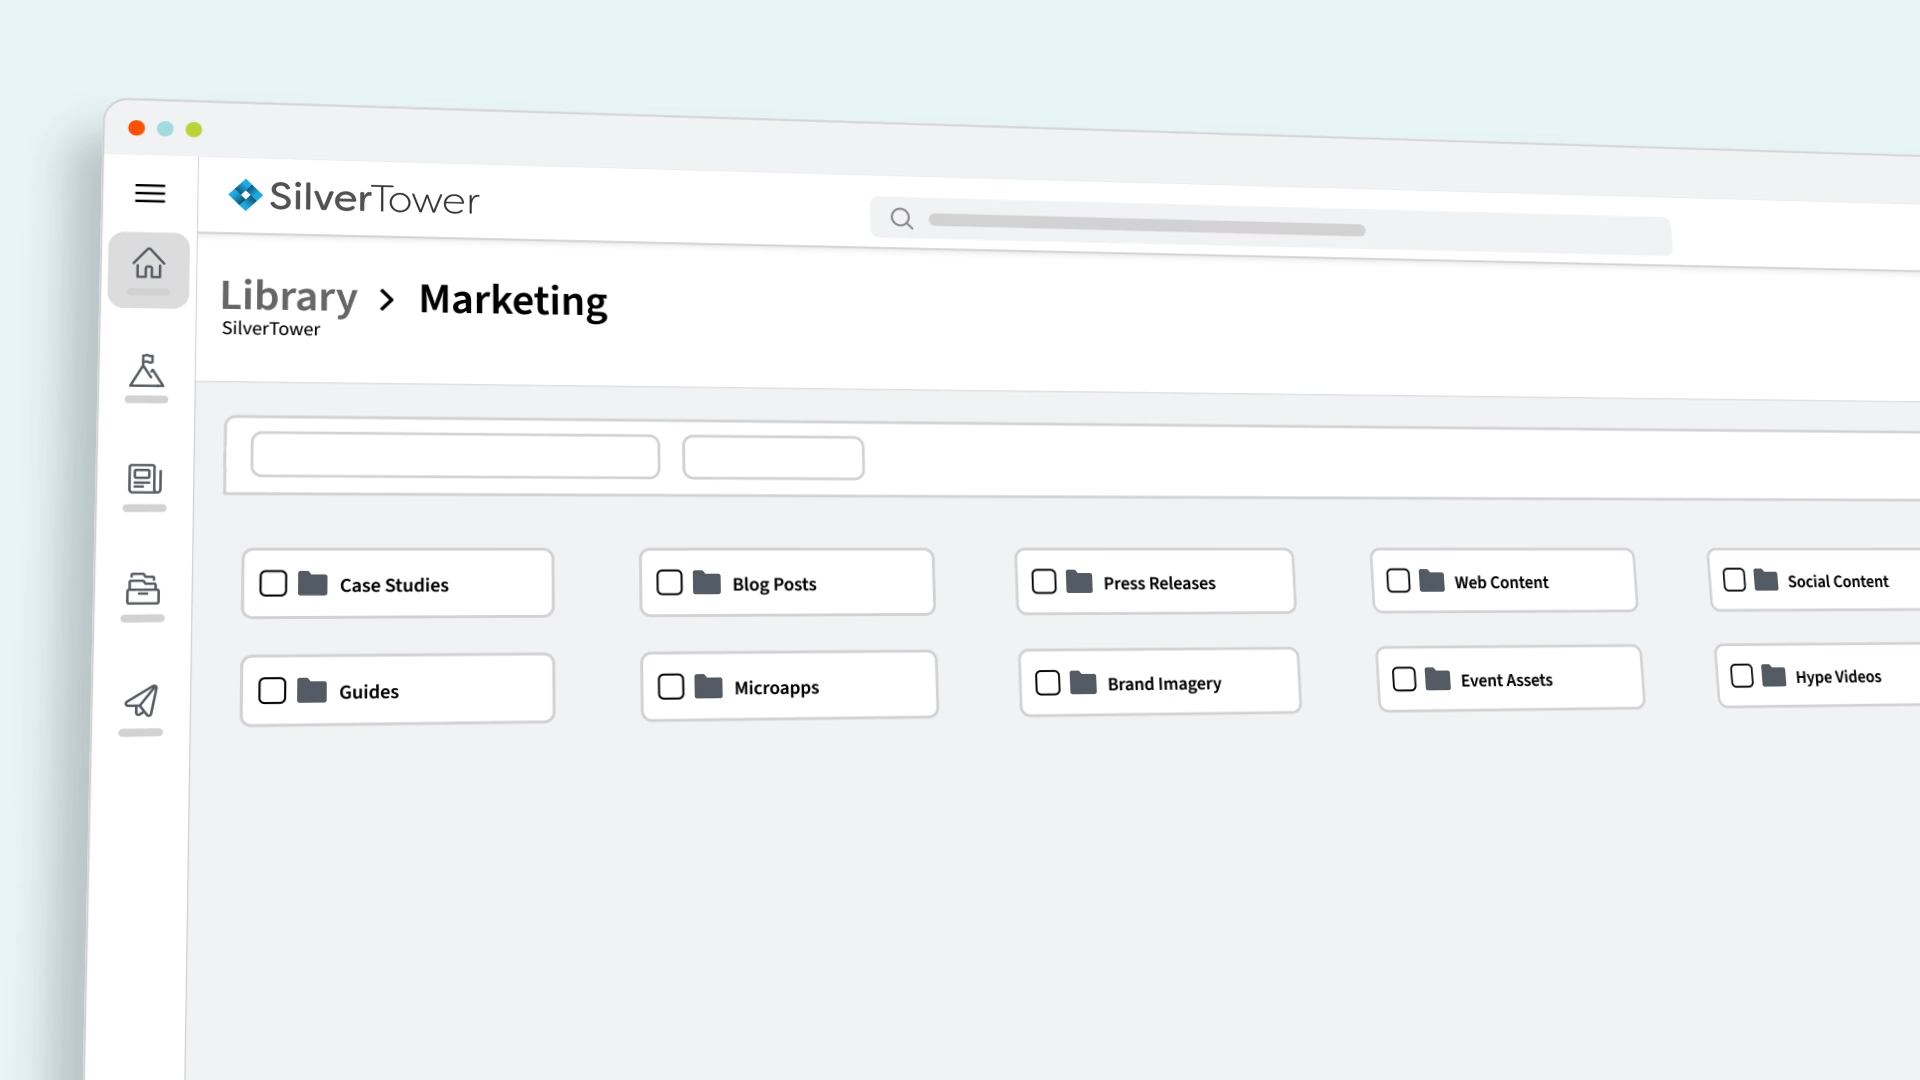 SilverTower
Library > Marketing
SilverTower
Case Studies
Blog Posts
Press Releases
Web Content
Social Content
Guides
Microapps
Brand Imagery
Event Assets
Hype Videos